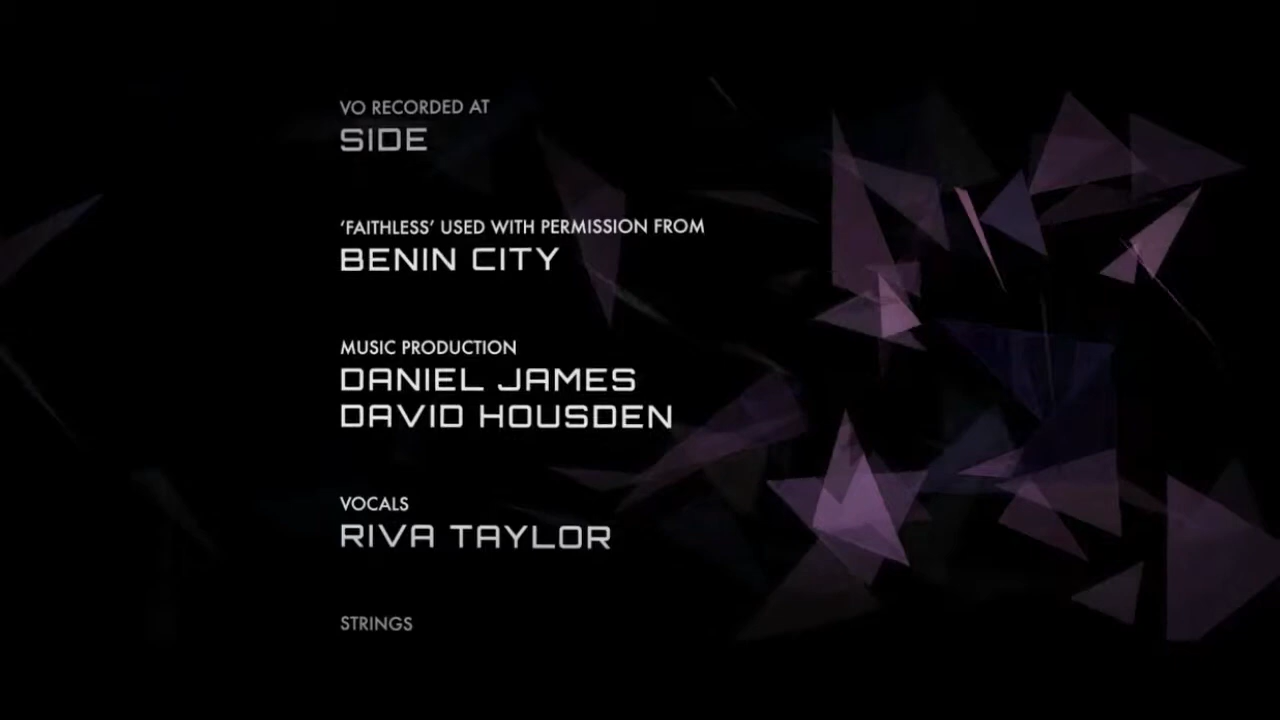 VO RECORDED AT
SIDE
‘FAITHLESS’ USED WITH PERMISSION FROM
BENIN CITY
MUSIC PRODUCTION
DANIEL JAMES
DAVID HOUSDEN
VOCALS
RIVA TAYLOR
STRINGS